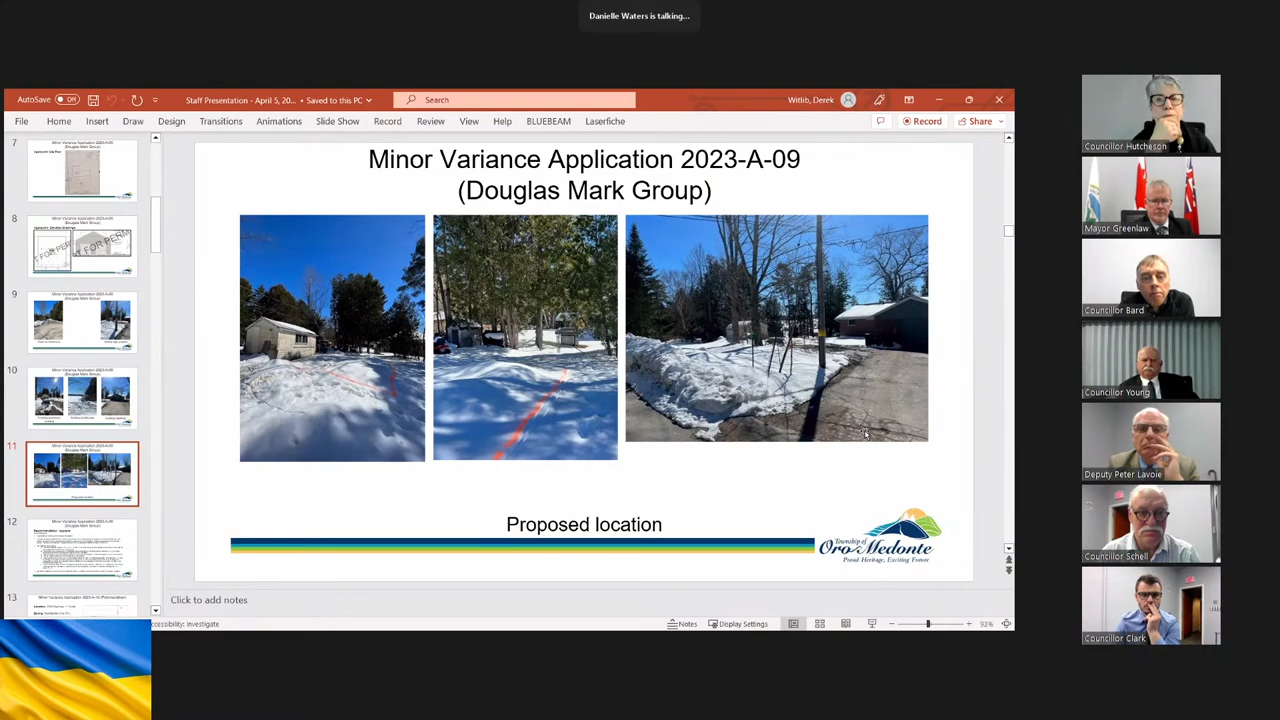 Danielle Waters is talking...
AutoSave Off
Staff Presentation - April 5, 20... • Saved to this PC
Search
Witlib, Derek
File Home Insert Draw Design Transitions Animations Slide Show Record Review View Help BLUEBEAM Laserfiche
Record
Share
7
8
9
10
11
12
13
Minor Variance Application 2023-A-09
(Douglas Mark Group)
Proposed location
Township of
Oro-Medonte
Proud Heritage, Exciting Future
Click to add notes
ccessibility: Investigate
Notes
Display Settings
93%
Councillor Hutcheson
Mayor Greenlaw
Councillor Bard
Councillor Young
Deputy Peter Lavoie
Councillor Schell
Councillor Clark